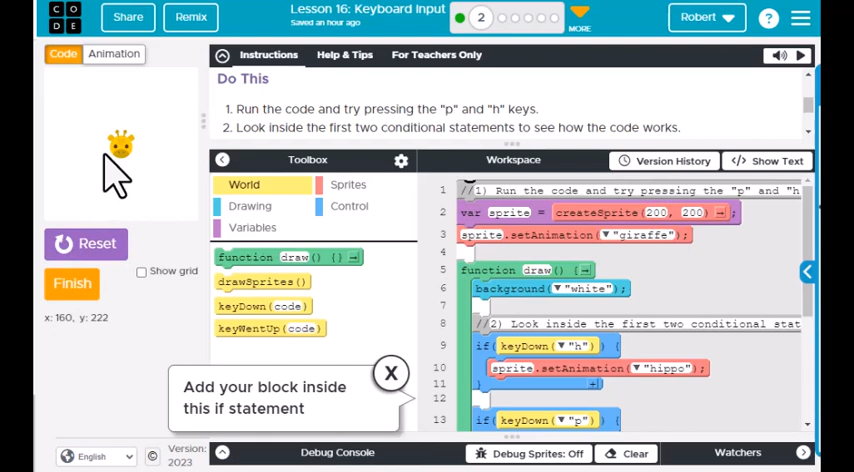 C O
D E
Share
Remix
Lesson 16: Keyboard Input
Saved an hour ago
2
MORE
Robert
?
Code Animation
Instructions Help & Tips For Teachers Only
Do This
1. Run the code and try pressing the "p" and "h" keys.
2. Look inside the first two conditional statements to see how the code works.
Toolbox
Workspace
Version History
</> Show Text
World
Sprites
Drawing
Control
Variables
function draw() {}
drawSprites()
keyDown(code)
keyWentUp(code)
Reset
Finish
Show grid
x: 160, y: 222
1 //1) Run the code and try pressing the "p" and "h
2 var sprite = createSprite(200, 200);
3 sprite.setAnimation("giraffe");
4
5 function draw() {
6 background("white");
7
8 //2) Look inside the first two conditional stat
9 if(keyDown("h")) {
10 sprite.setAnimation("hippo");
11 }
12
13 if(keyDown("p")) {
X
Add your block inside
this if statement
English
©
Version:
2023
Debug Console
Debug Sprites: Off
Clear
Watchers